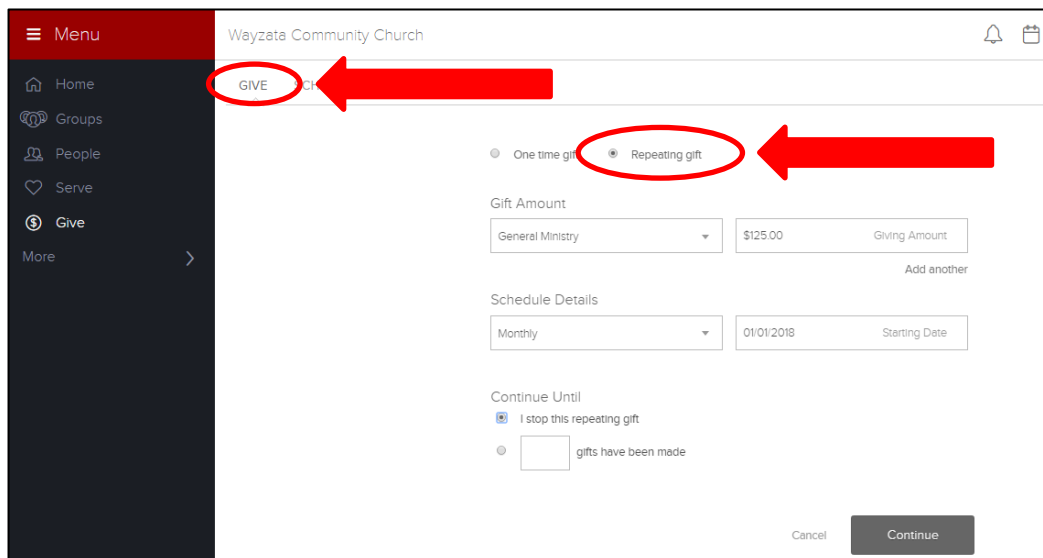 Menu
Wayzata Community Church
Home
Groups
People
Serve
$ Give
More
GIVE
One time
Repeating gift
Gift Amount
General Ministry
$125.00 Giving Amount
Add another
Schedule Details
Monthly
01/01/2018 Starting Date
Continue Until
I stop this repeating gift
gifts have been made
Cancel
Continue